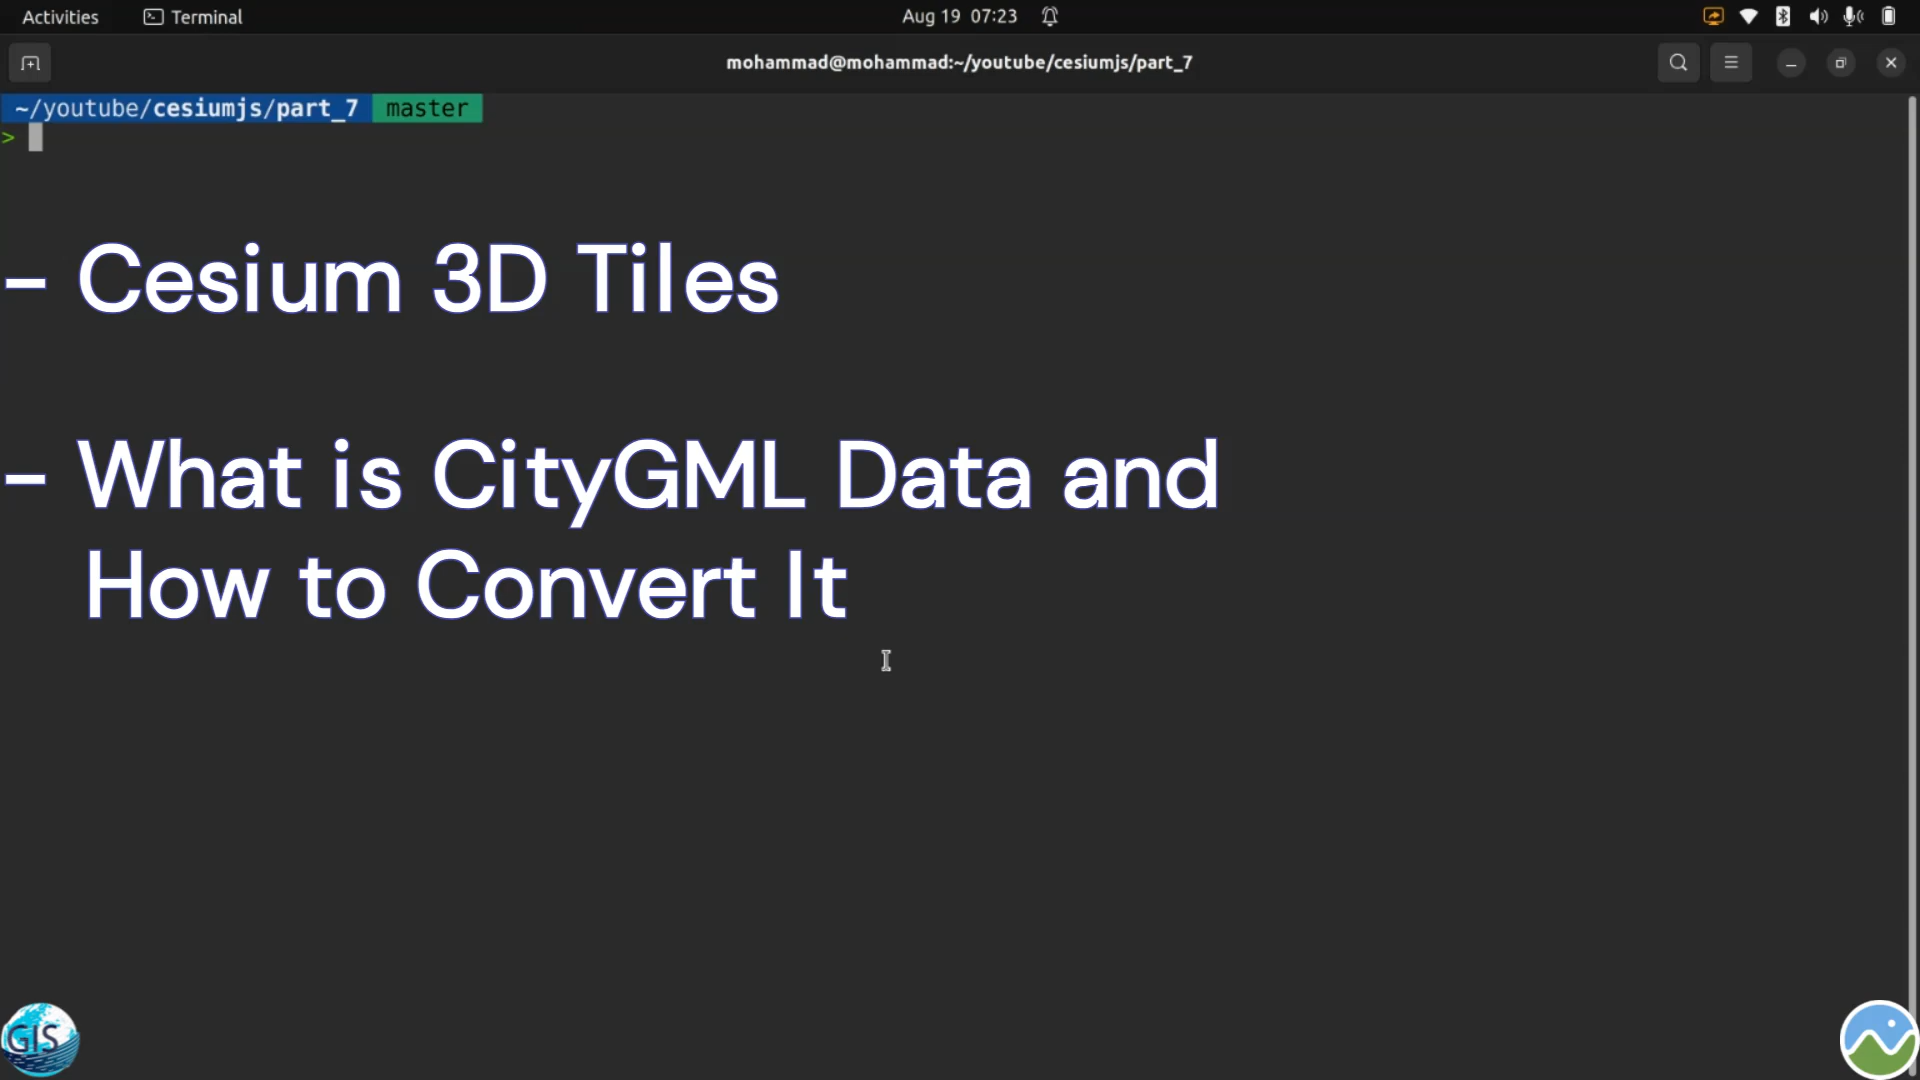 Activities
Terminal
Aug 19 07:23
mohammad@mohammad:~/youtube/cesiumjs/part_7
~/youtube/cesiumjs/part_7 master
>
- Cesium 3D Tiles
- What is CityGML Data and
How to Convert It
GIS